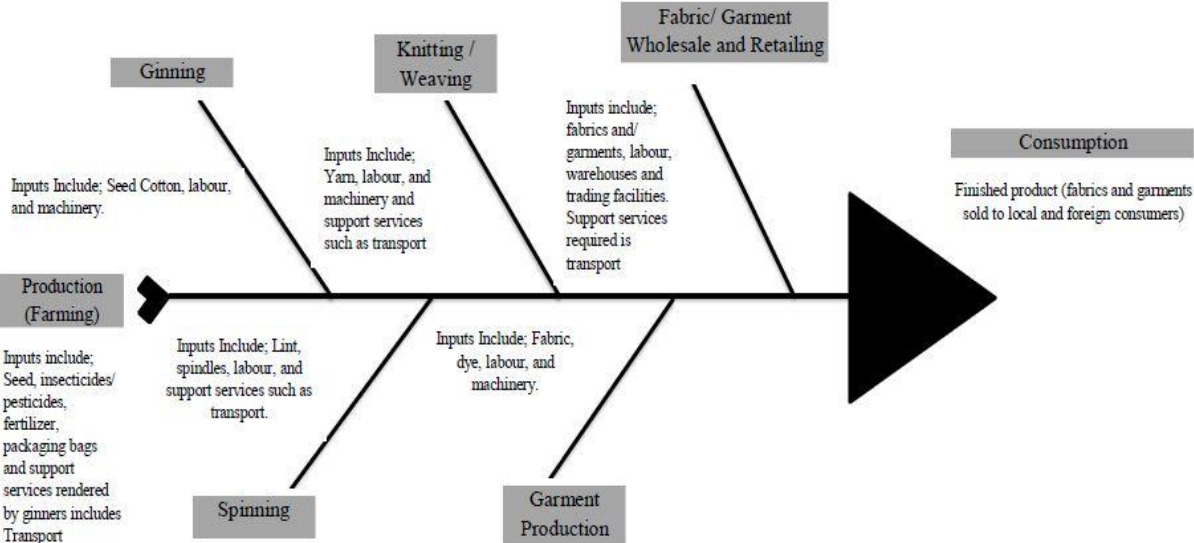 Fabric/ Garment
Wholesale and Retailing
Knitting /
Weaving
Ginning
Inputs include;
fabrics and/
garments, labour,
warehouses and
trading facilities.
Support services
required is
transport
Consumption
Inputs Include;
Yarn, labour, and
machinery and
support services
such as transport
Inputs Include; Seed Cotton, labour,
and machinery.
Finished product (fabrics and garments
sold to local and foreign consumers)
Production
(Farming)
Inputs include;
Seed, insecticides/
pesticides,
fertilizer,
packaging bags
and support
services rendered
by ginners includes
Transport
Inputs Include; Lint,
spindles, labour, and
support services such as
transport.
Inputs Include; Fabric,
dye, labour, and
machinery.
Spinning
Garment
Production